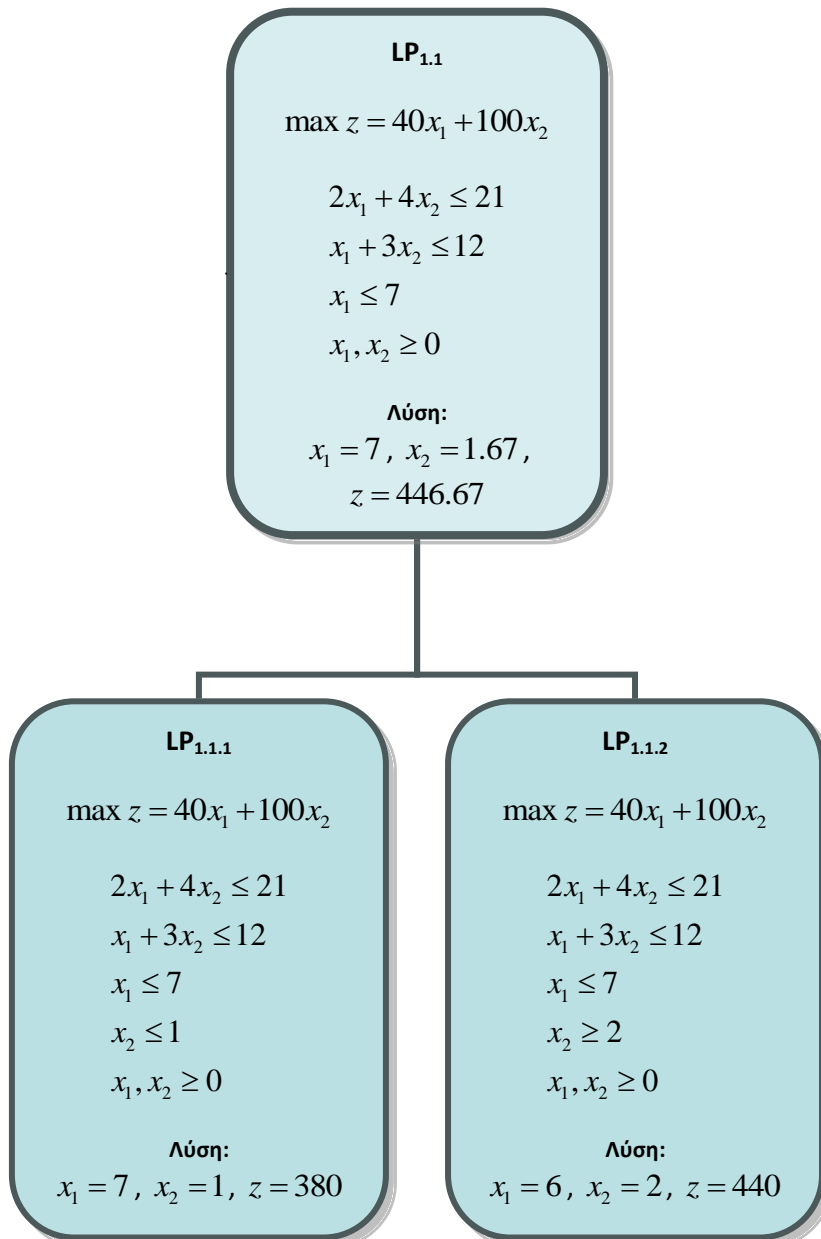 LP₁.₁
max z = 40x₁ + 100x₂
2x₁ + 4x₂ ≤ 21
x₁ + 3x₂ ≤ 12
x₁ ≤ 7
x₁, x₂ ≥ 0
Λύση:
x₁ = 7, x₂ = 1.67,
z = 446.67
LP₁.₁.₁
max z = 40x₁ + 100x₂
2x₁ + 4x₂ ≤ 21
x₁ + 3x₂ ≤ 12
x₁ ≤ 7
x₂ ≤ 1
x₁, x₂ ≥ 0
Λύση:
x₁ = 7, x₂ = 1, z = 380
LP₁.₁.₂
max z = 40x₁ + 100x₂
2x₁ + 4x₂ ≤ 21
x₁ + 3x₂ ≤ 12
x₁ ≤ 7
x₂ ≥ 2
x₁, x₂ ≥ 0
Λύση:
x₁ = 6, x₂ = 2, z = 440